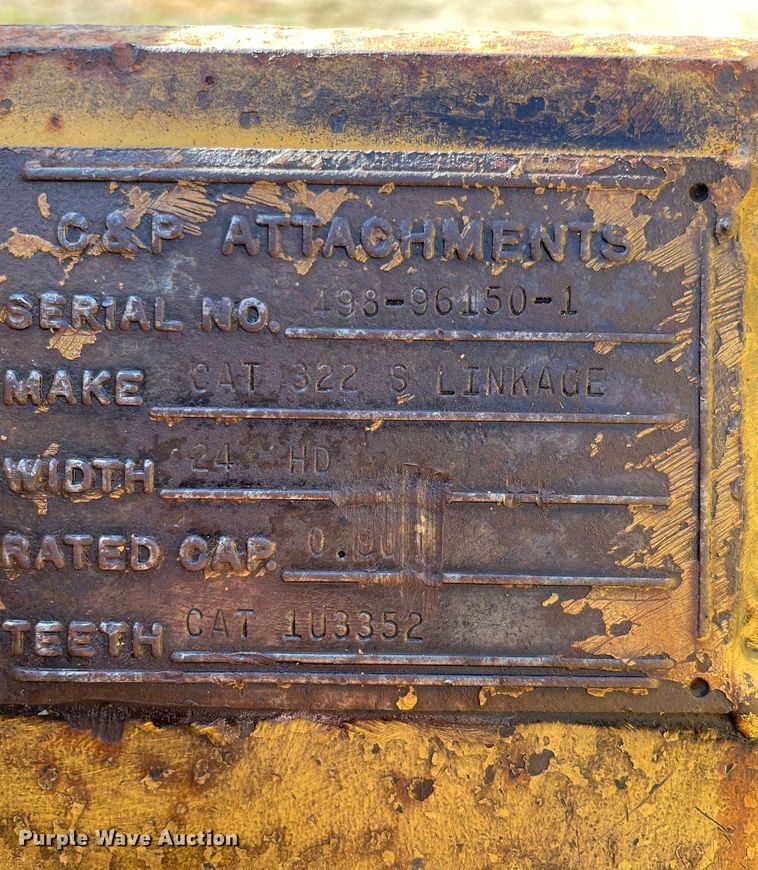 C&P ATTACHMENTS
SERIAL NO. 498-96150-1
MAKE CAT 322 S LINKAGE
WIDTH 24 HD
RATED CAP.
TEETH CAT 1U3352
Purple Wave Auction